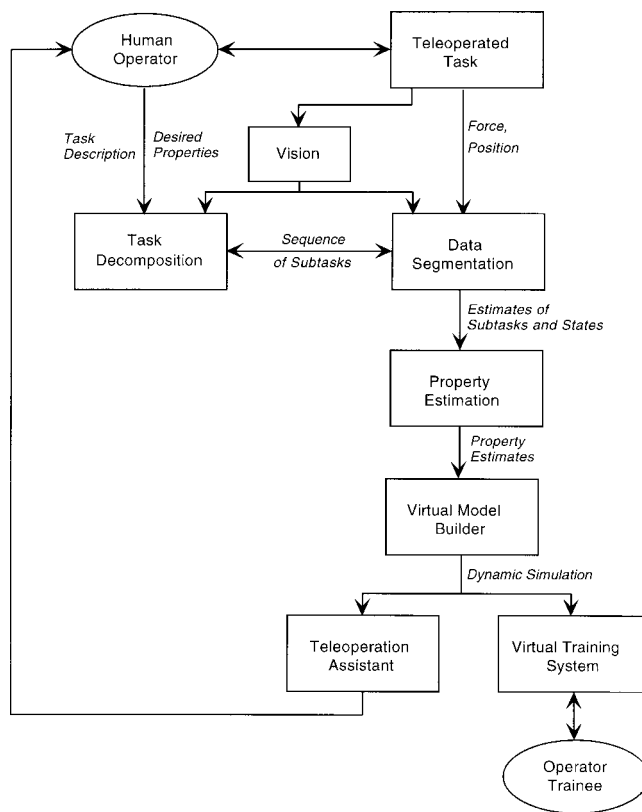 Human
Operator
Teleoperated
Task
Task
Description
Desired
Properties
Vision
Force,
Position
Task
Decomposition
Sequence
of Subtasks
Data
Segmentation
Estimates of
Subtasks and States
Property
Estimation
Property
Estimates
Virtual Model
Builder
Dynamic Simulation
Teleoperation
Assistant
Virtual Training
System
Operator
Trainee